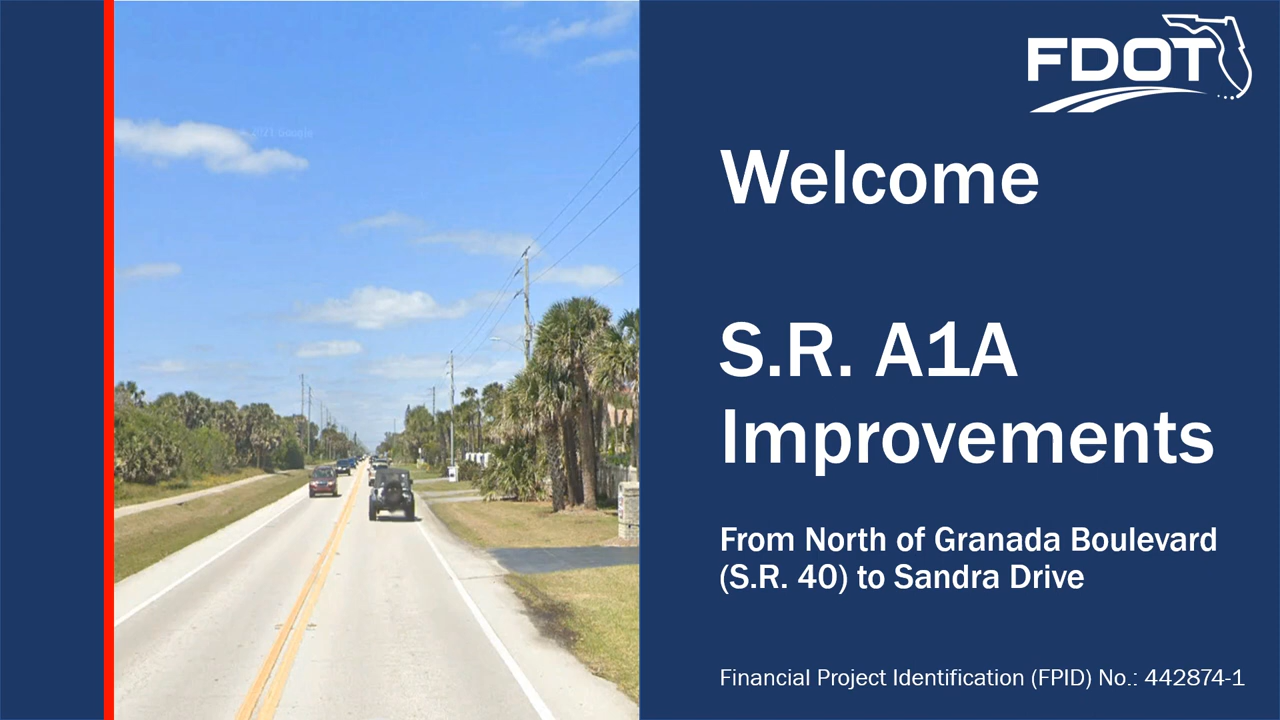 FDOT
Welcome
S.R. A1A
Improvements
From North of Granada Boulevard
(S.R. 40) to Sandra Drive
Financial Project Identification (FPID) No.: 442874-1